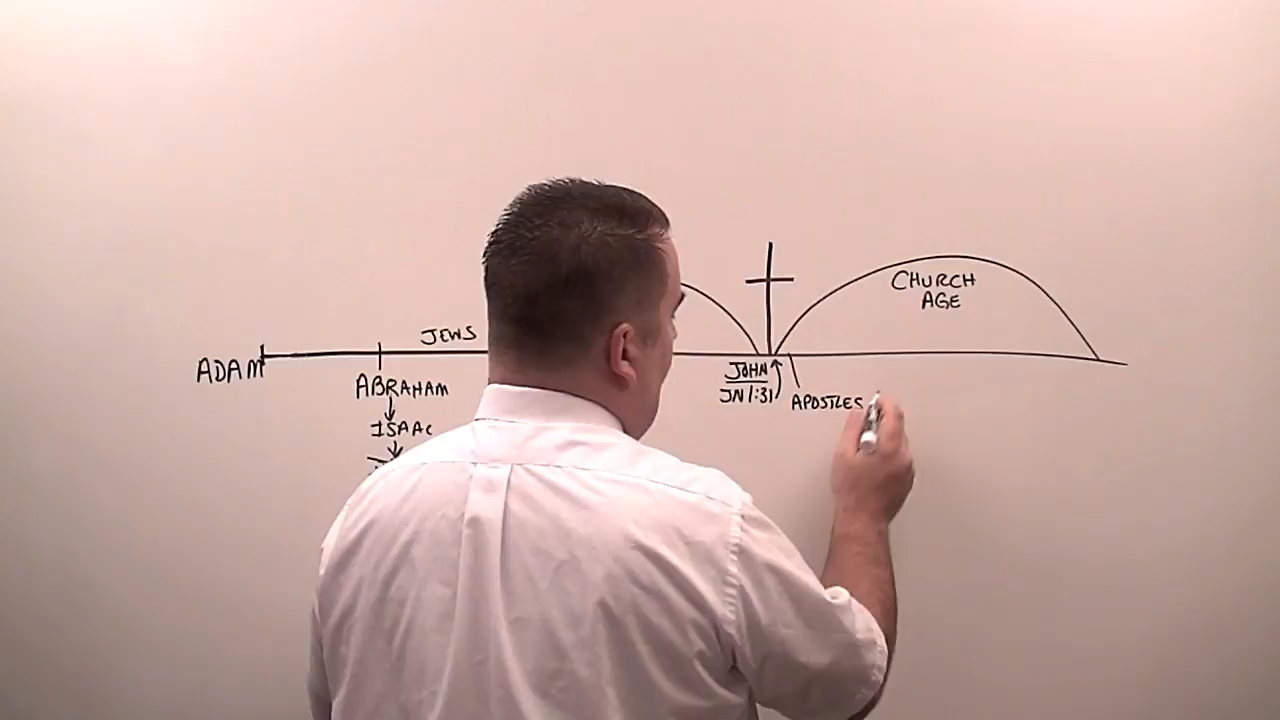 CHURCH
AGE
JEWS
ADAM
ABRAHAM
ISAAC
JOHN
JN 1:31
APOSTLES